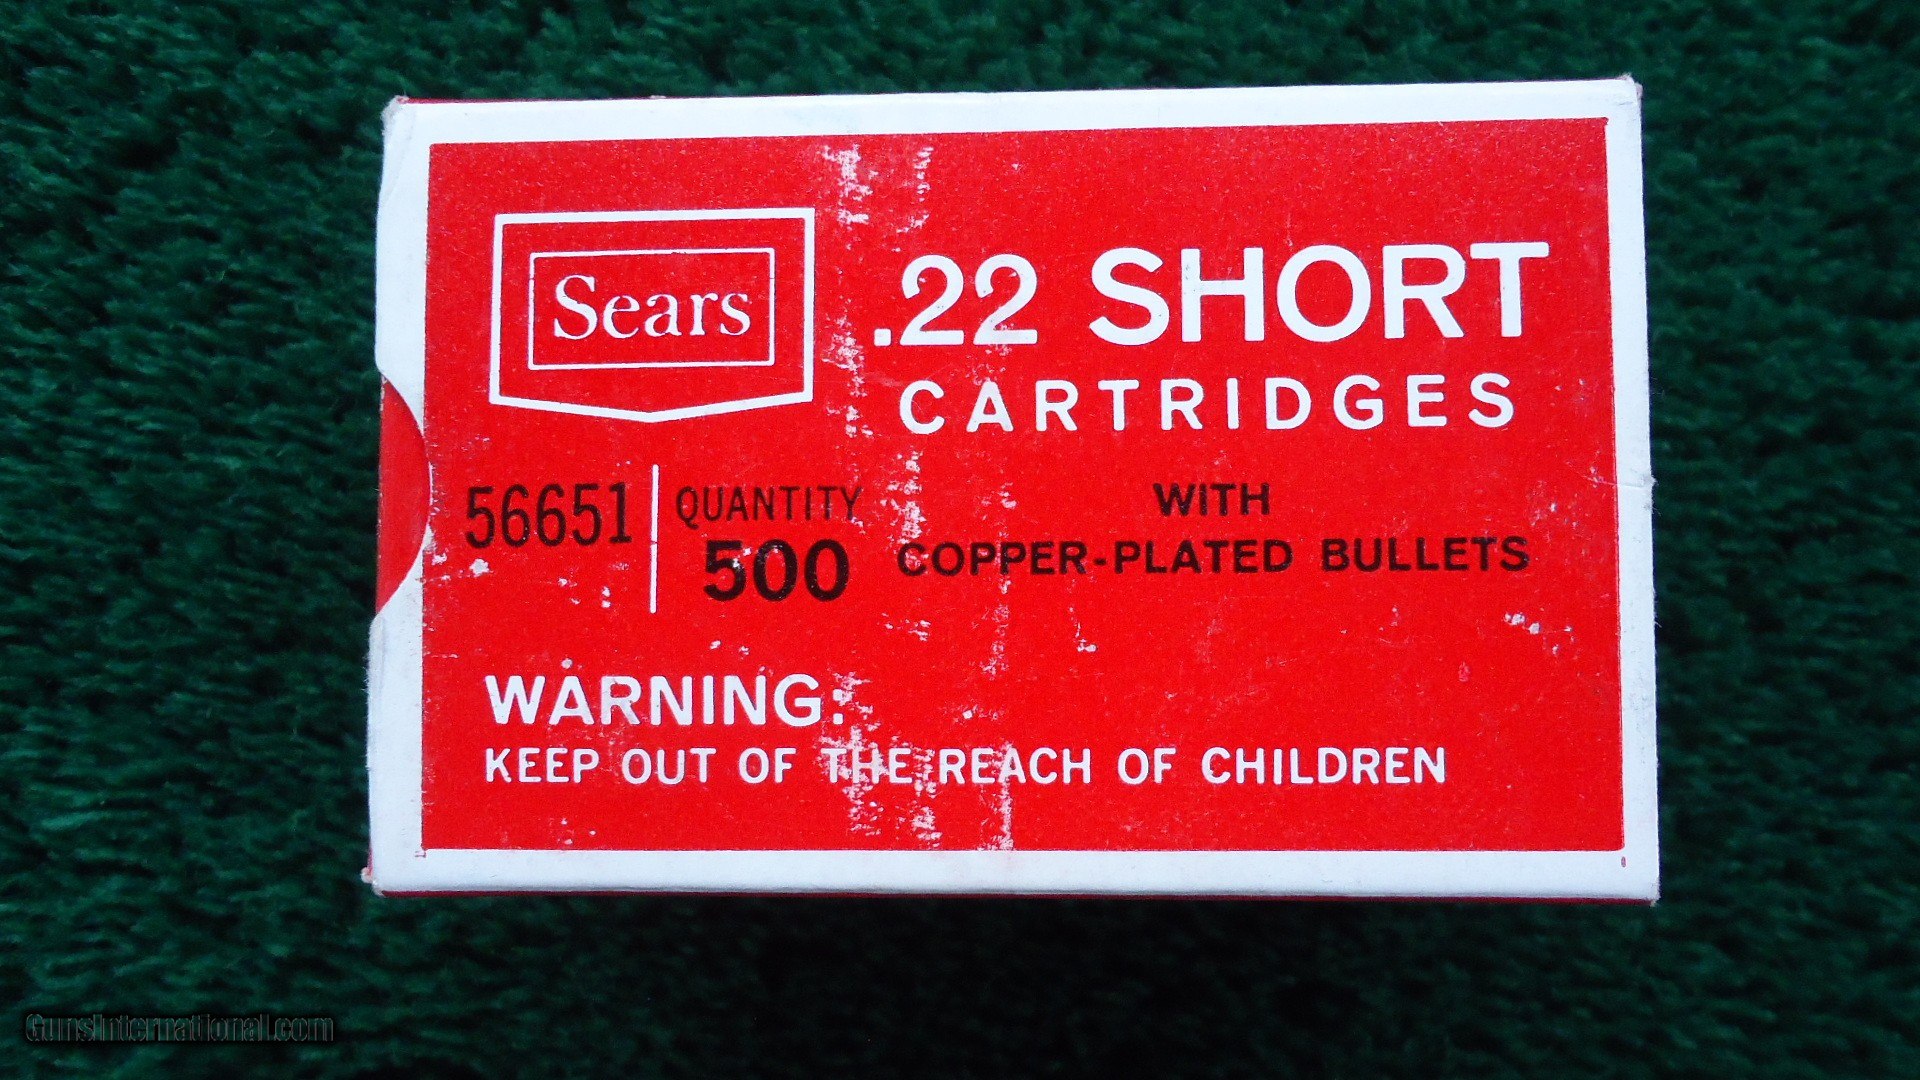 Sears
.22 SHORT
CARTRIDGES
56651
QUANTITY
500
WITH
COPPER-PLATED BULLETS
WARNING:
KEEP OUT OF THE REACH OF CHILDREN
GunsInternational.com